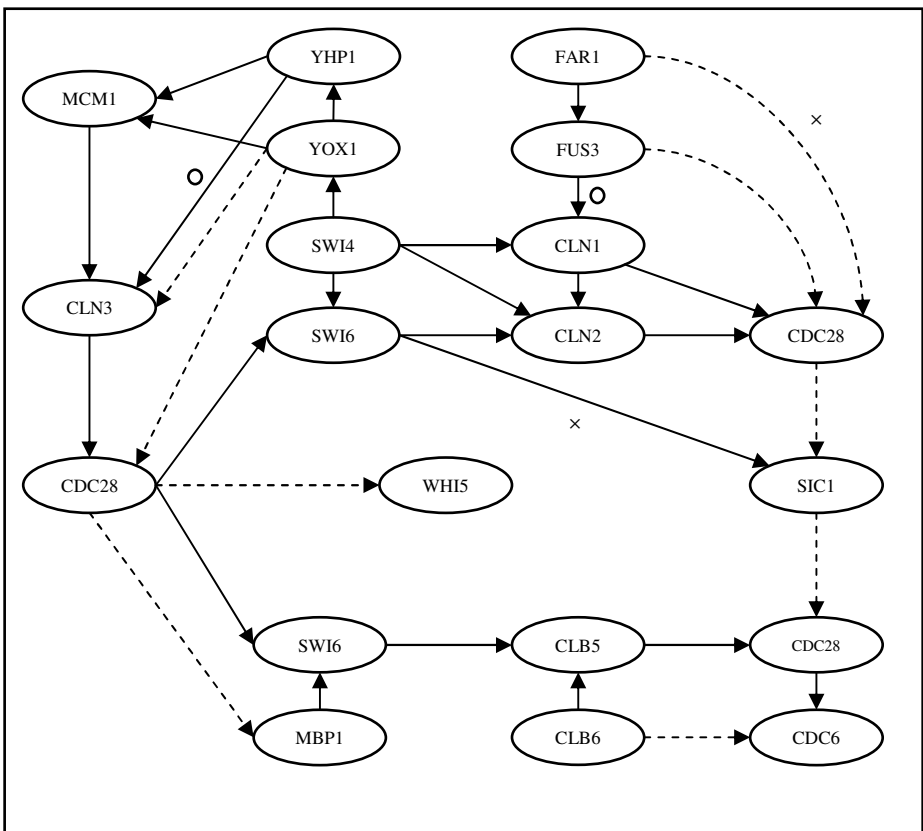 YHP1
FAR1
MCM1
×
YOX1
FUS3
SWI4
CLN1
CLN3
SWI6
CLN2
CDC28
×
CDC28
WHI5
SIC1
SWI6
CLB5
CDC28
MBP1
CLB6
CDC6